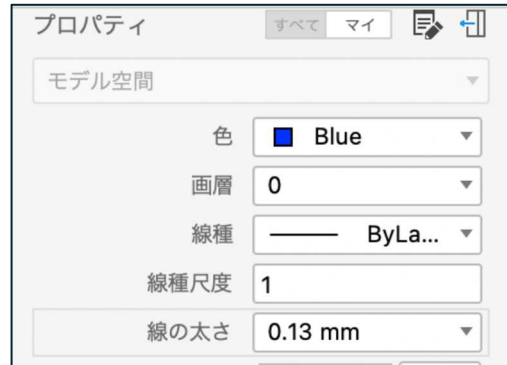 プロパティ すべて マイ
モデル空間
色 Blue
画層 0
線種 ByLa...
線種尺度 1
線の太さ 0.13 mm